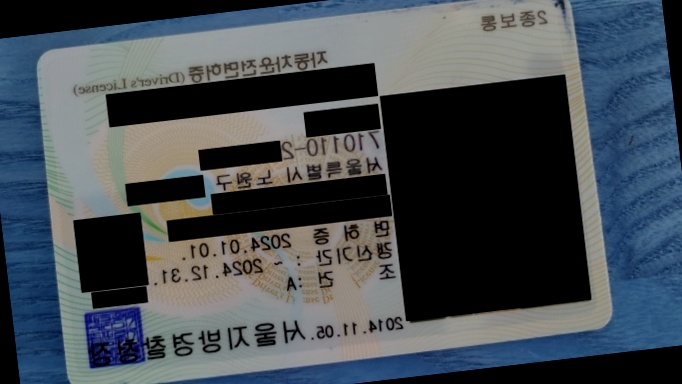 2종보통
자동차운전면허증 (Driver's License)
710110-2
서울특별시 노원구
면 허 증 2024.01.01.
갱신기간 : ~ 2024.12.31.
조 건 : A
2014.11.05. 서울지방경찰청장